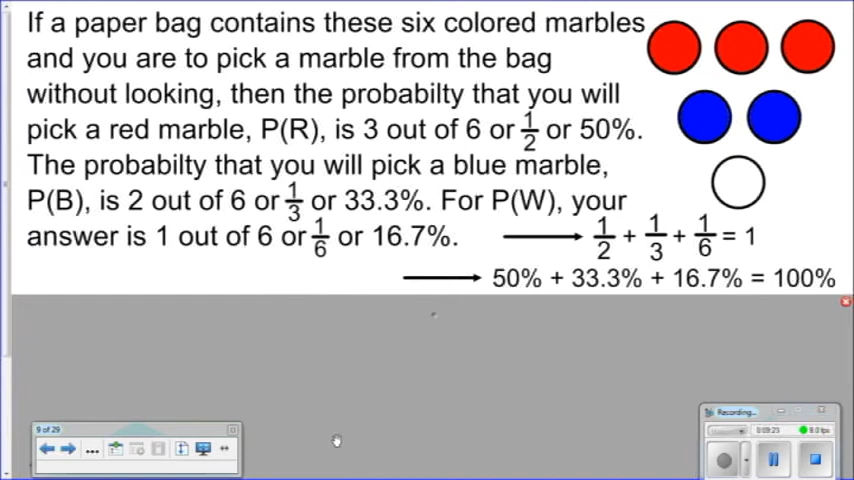 If a paper bag contains these six colored marbles
and you are to pick a marble from the bag
without looking, then the probabilty that you will
pick a red marble, P(R), is 3 out of 6 or 1/2 or 50%.
The probabilty that you will pick a blue marble,
P(B), is 2 out of 6 or 1/3 or 33.3%. For P(W), your
answer is 1 out of 6 or 1/6 or 16.7%. → 1/2 + 1/3 + 1/6 = 1
→ 50% + 33.3% + 16.7% = 100%
9 of 29
Recording...
0:09:23